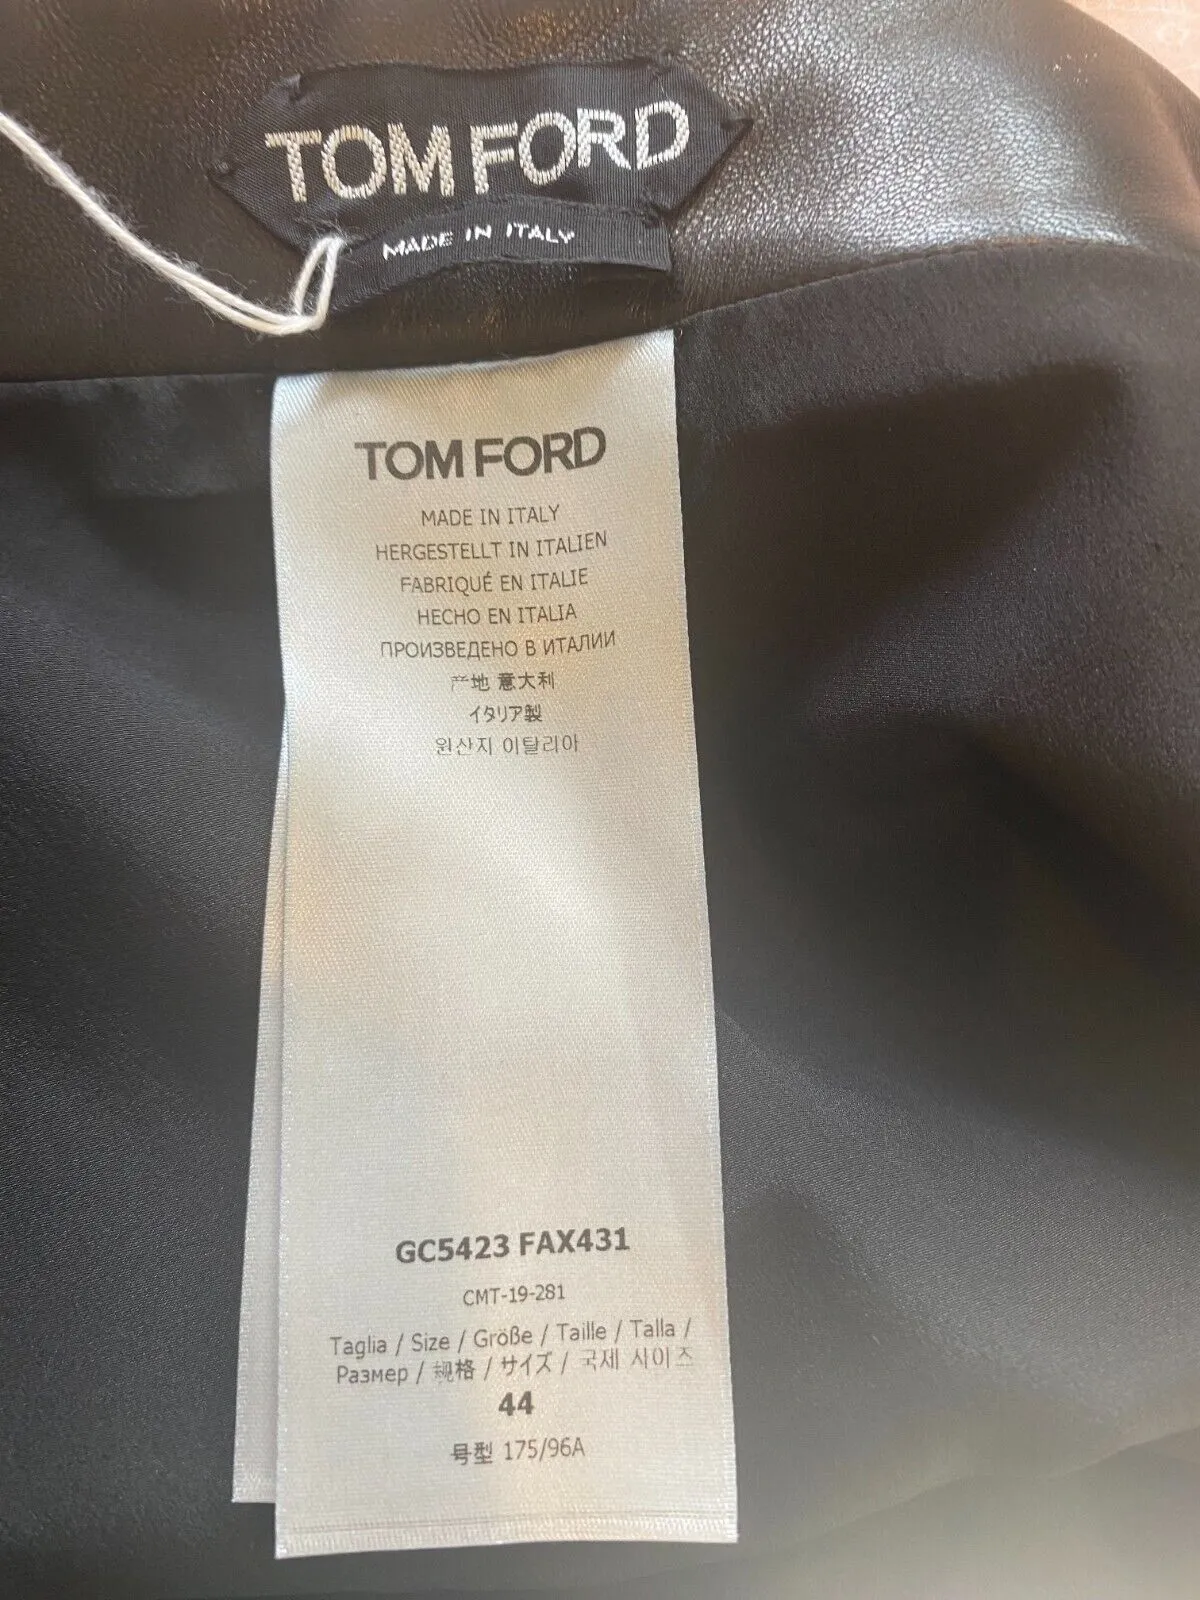 TOM FORD
MADE IN ITALY
TOM FORD
MADE IN ITALY
HERGESTELLT IN ITALIEN
FABRIQUÉ EN ITALIE
HECHO EN ITALIA
ПРОИЗВЕДЕНО В ИТАЛИИ
产地 意大利
イタリア製
원산지 이탈리아
GC5423 FAX431
CMT-19-281
Taglia / Size / Größe / Taille / Talla /
Размер / 规格 / サイズ / 국제 사이즈
44
号型 175/96A